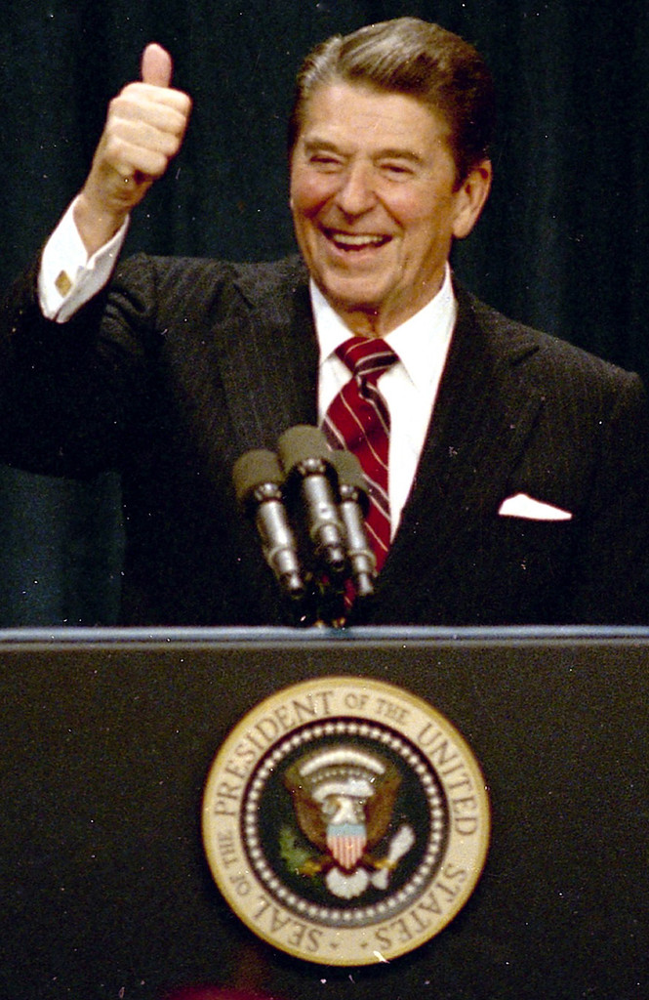 SEAL OF THE PRESIDENT OF THE UNITED STATES